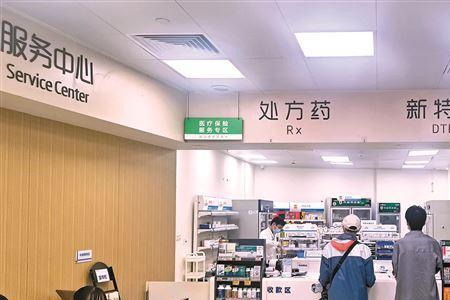 服务中心
Service Center
医疗保险
服务专区
处方药
Rx
新特
DT
收款区